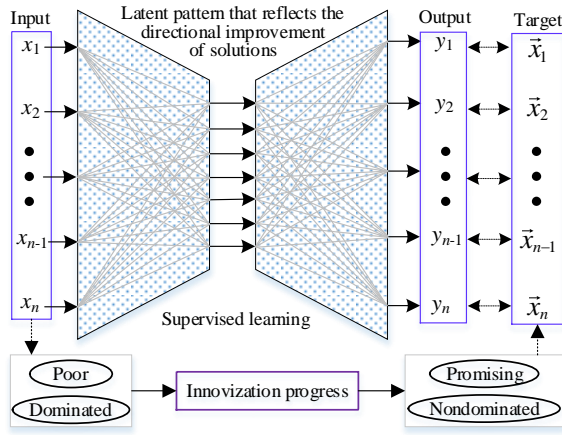 Input
Latent pattern that reflects the
directional improvement
of solutions
Output
Target
x1
y1
x⃗1
x2
y2
x⃗2
xn-1
yn-1
x⃗n−1
xn
yn
x⃗n
Supervised learning
Poor
Dominated
Innovization progress
Promising
Nondominated